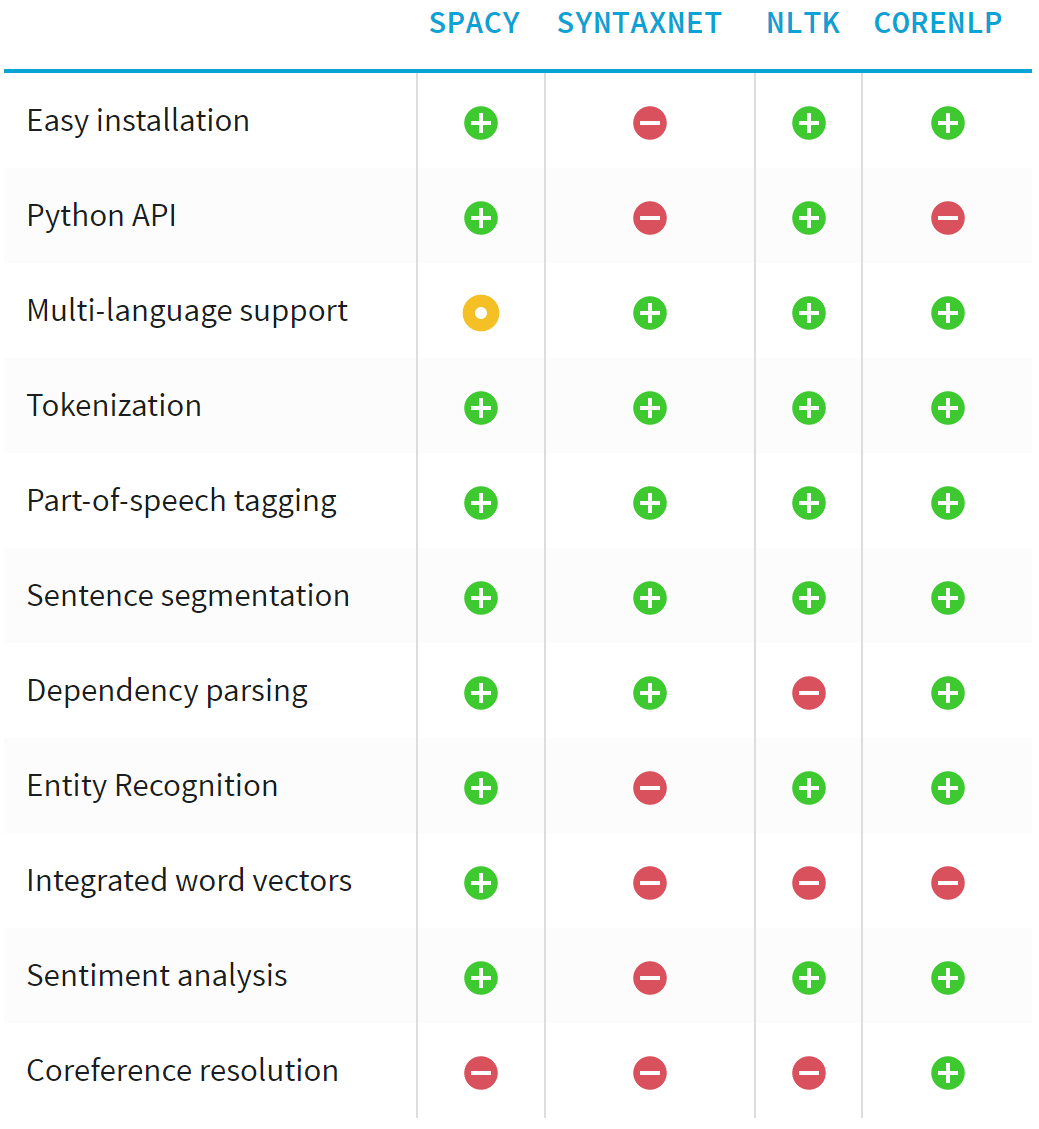 SPACY SYNTAXNET NLTK CORENLP
Easy installation
Python API
Multi-language support
Tokenization
Part-of-speech tagging
Sentence segmentation
Dependency parsing
Entity Recognition
Integrated word vectors
Sentiment analysis
Coreference resolution